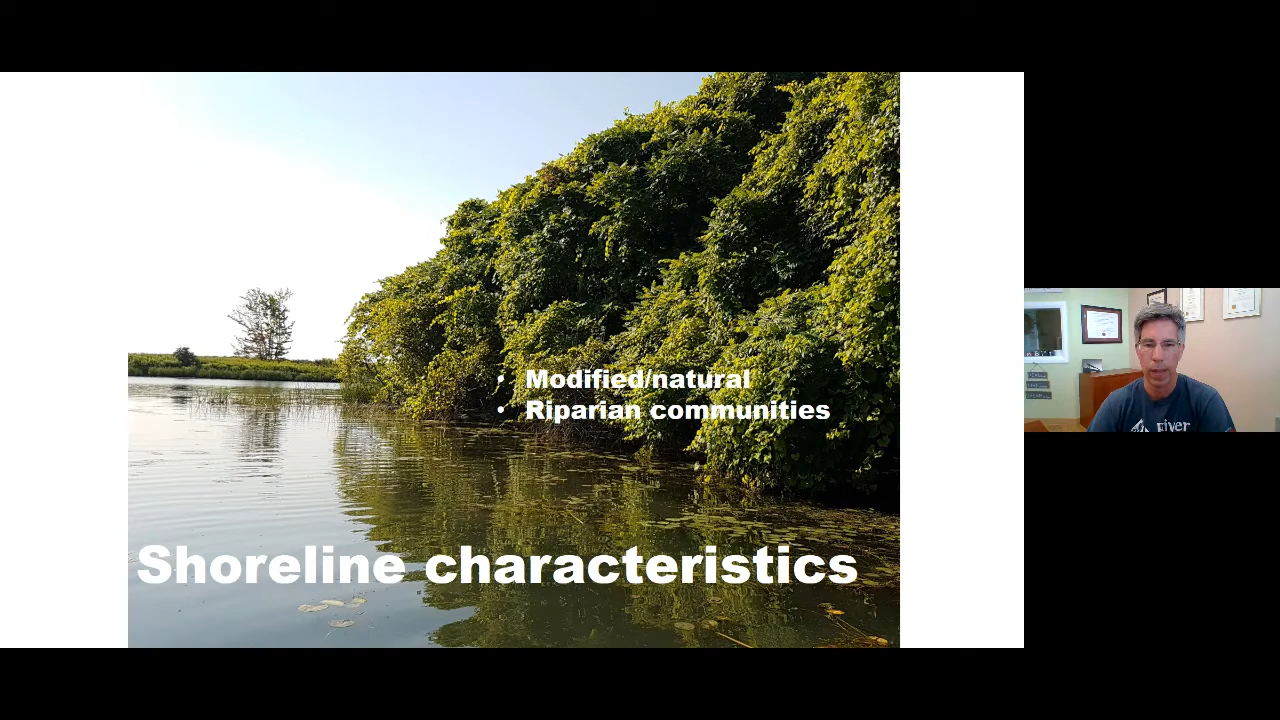 • Modified/natural
• Riparian communities
Shoreline characteristics
River